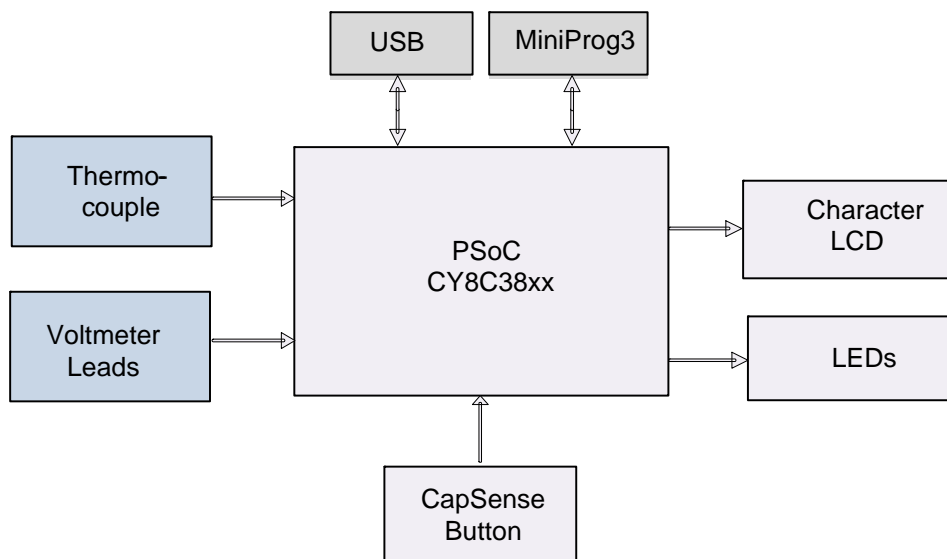 USB
MiniProg3
Thermo-
couple
PSoC
CY8C38xx
Character
LCD
Voltmeter
Leads
LEDs
CapSense
Button